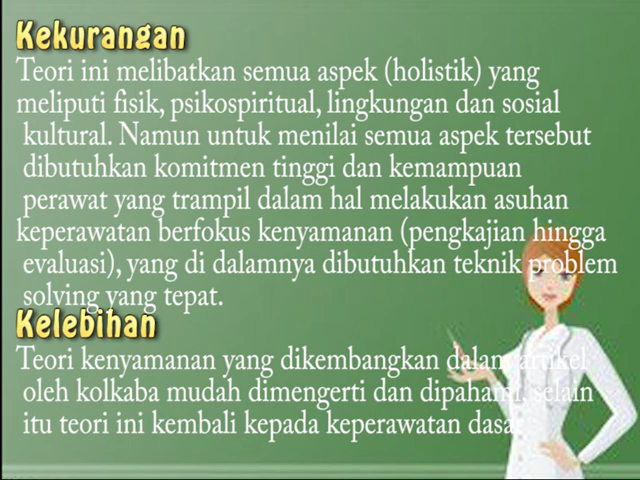 Kekurangan
Teori ini melibatkan semua aspek (holistik) yang
meliputi fisik, psikospiritual, lingkungan dan sosial
kultural. Namun untuk menilai semua aspek tersebut
dibutuhkan komitmen tinggi dan kemampuan
perawat yang trampil dalam hal melakukan asuhan
keperawatan berfokus kenyamanan (pengkajian hingga
evaluasi), yang di dalamnya dibutuhkan teknik problem
solving yang tepat.
Kelebihan
Teori kenyamanan yang dikembangkan dalam artikel
oleh kolkaba mudah dimengerti dan dipahami, selain
itu teori ini kembali kepada keperawatan dasar